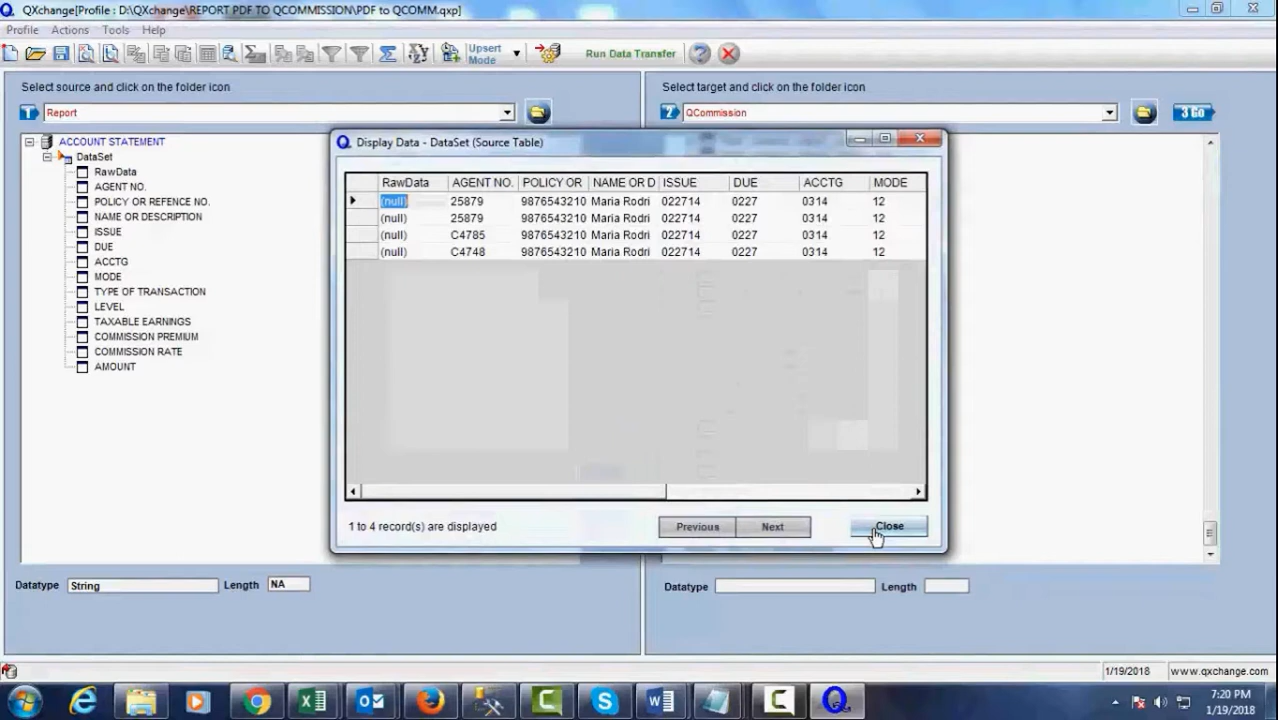 QXchange[Profile : D:\QXchange\REPORT PDF TO QCOMMISSION\PDF to QCOMM.qxp]
Profile Actions Tools Help
Upsert Mode
Run Data Transfer
Select source and click on the folder icon
Select target and click on the folder icon
1 Report
2 QCommission
3 Go
ACCOUNT STATEMENT
DataSet
RawData
AGENT NO.
POLICY OR REFENCE NO.
NAME OR DESCRIPTION
ISSUE
DUE
ACCTG
MODE
TYPE OF TRANSACTION
LEVEL
TAXABLE EARNINGS
COMMISSION PREMIUM
COMMISSION RATE
AMOUNT
Display Data - DataSet (Source Table)
RawData AGENT NO. POLICY OR NAME OR D ISSUE DUE ACCTG MODE
(null) 25879 9876543210 Maria Rodri 022714 0227 0314 12
(null) 25879 9876543210 Maria Rodri 022714 0227 0314 12
(null) C4785 9876543210 Maria Rodri 022714 0227 0314 12
(null) C4748 9876543210 Maria Rodri 022714 0227 0314 12
1 to 4 record(s) are displayed
Previous Next Close
Datatype String Length NA
Datatype Length
1/19/2018 www.qxchange.com
7:20 PM
1/19/2018